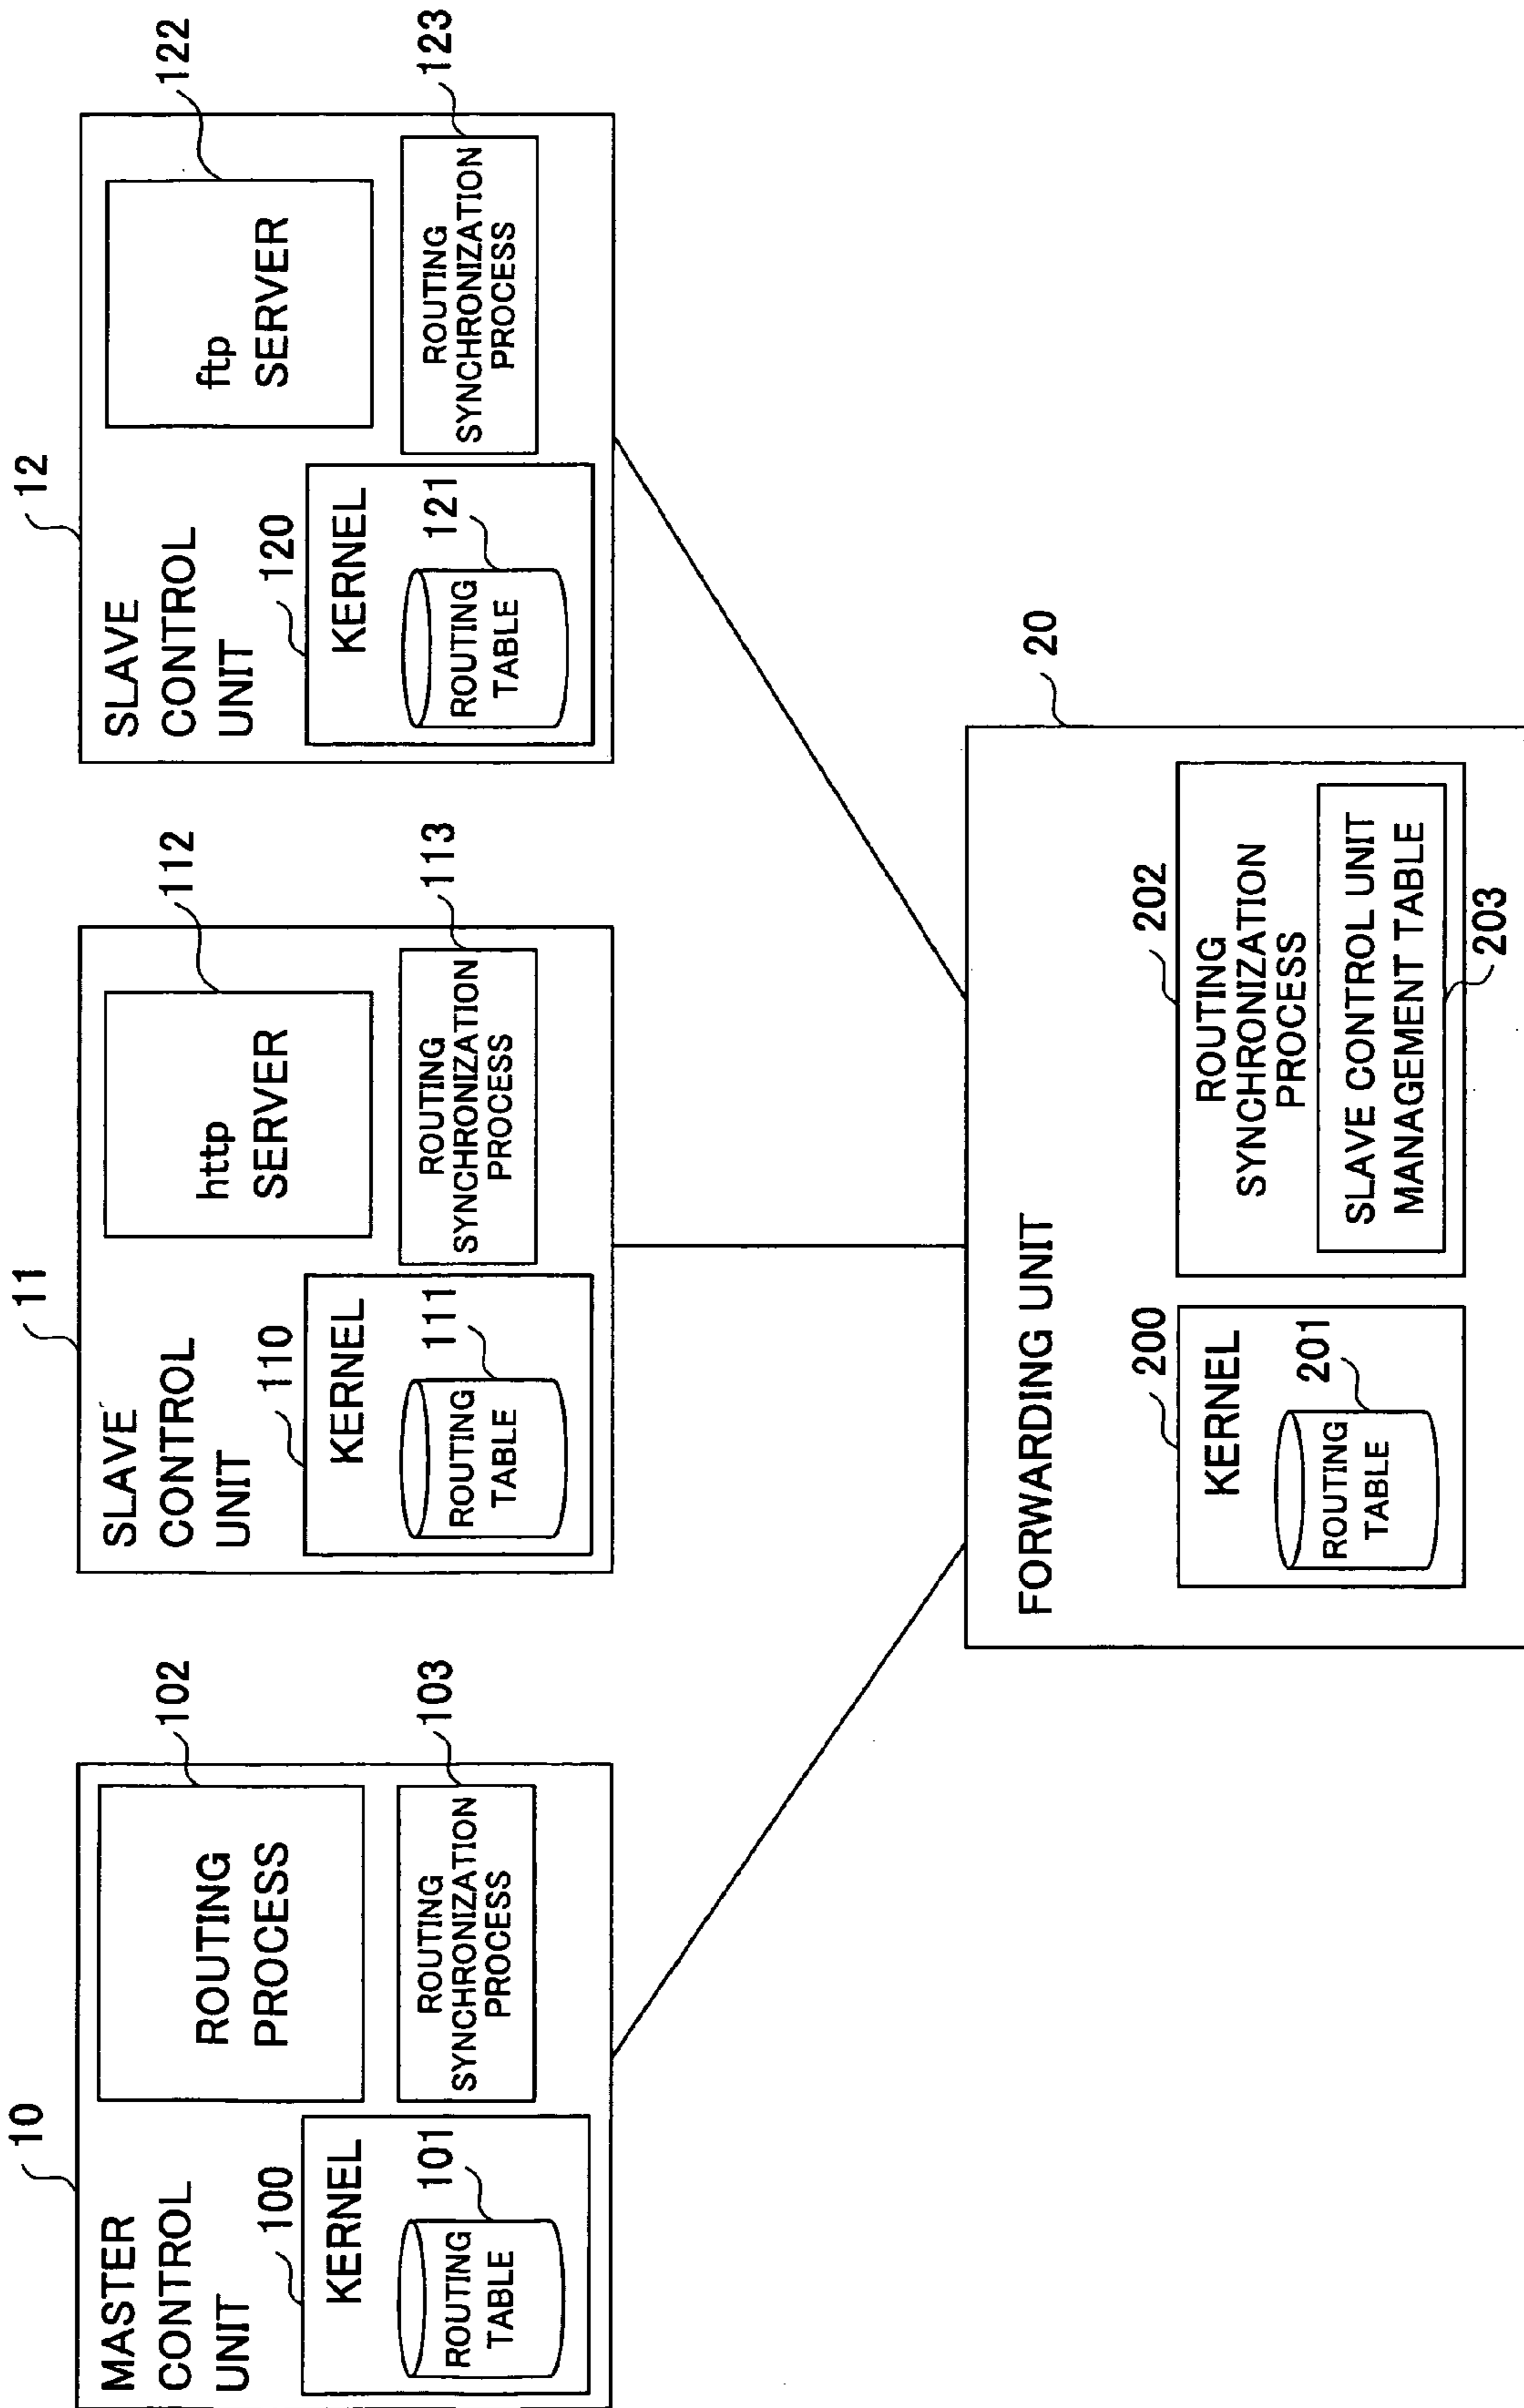 10
MASTER
CONTROL
UNIT
100
KERNEL
101
ROUTING
TABLE
102
ROUTING
PROCESS
103
ROUTING
SYNCHRONIZATION
PROCESS
11
SLAVE
CONTROL
UNIT
110
KERNEL
111
ROUTING
TABLE
112
http
SERVER
113
ROUTING
SYNCHRONIZATION
PROCESS
12
SLAVE
CONTROL
UNIT
120
KERNEL
121
ROUTING
TABLE
122
ftp
SERVER
123
ROUTING
SYNCHRONIZATION
PROCESS
20
FORWARDING UNIT
200
KERNEL
201
ROUTING
TABLE
202
ROUTING
SYNCHRONIZATION
PROCESS
SLAVE CONTROL UNIT
MANAGEMENT TABLE
203